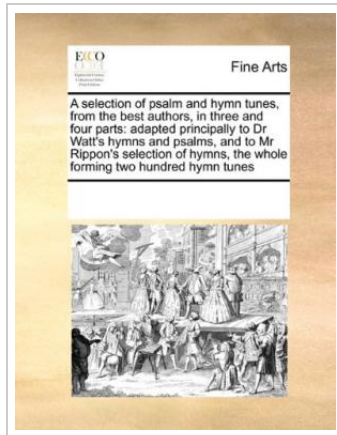 ECCO
Fine Arts
A selection of psalm and hymn tunes,
from the best authors, in three and
four parts: adapted principally to Dr
Watt's hymns and psalms, and to Mr
Rippon's selection of hymns, the whole
forming two hundred hymn tunes